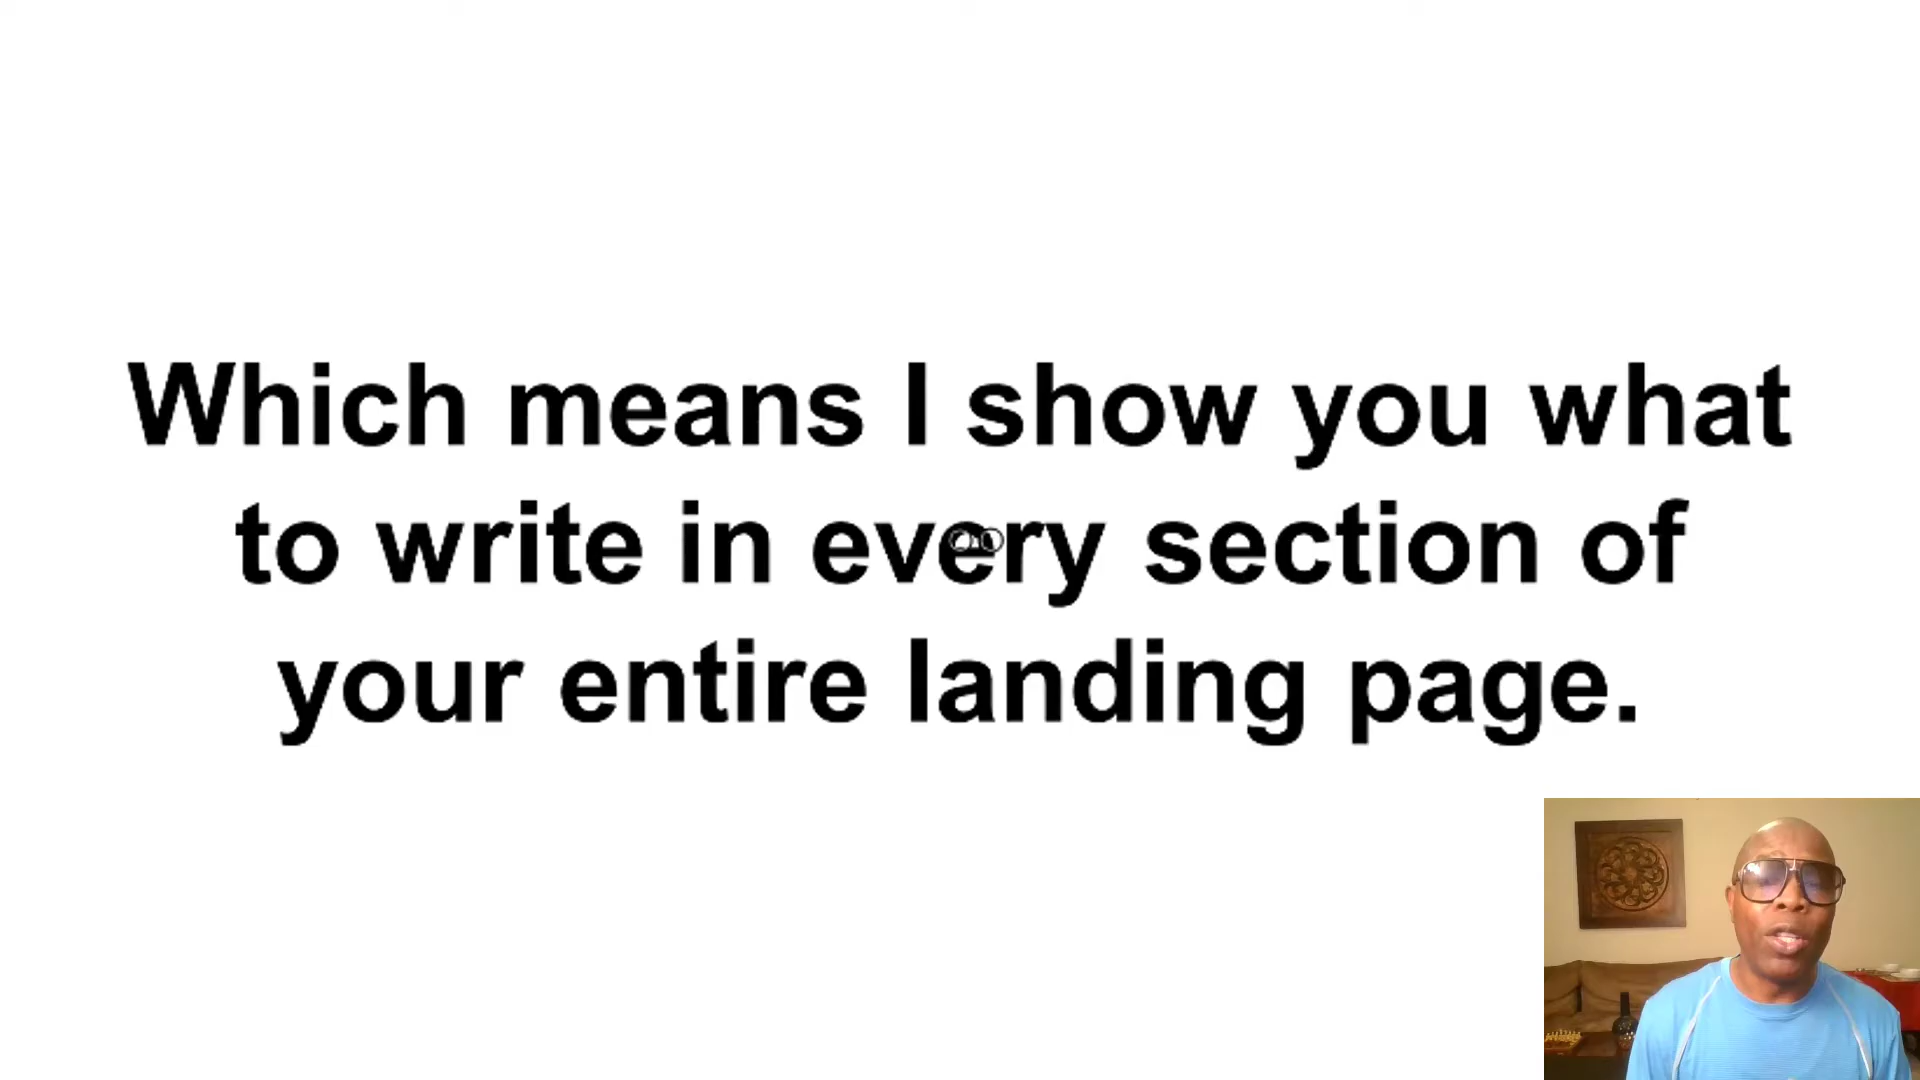 Which means I show you what
to write in every section of
your entire landing page.